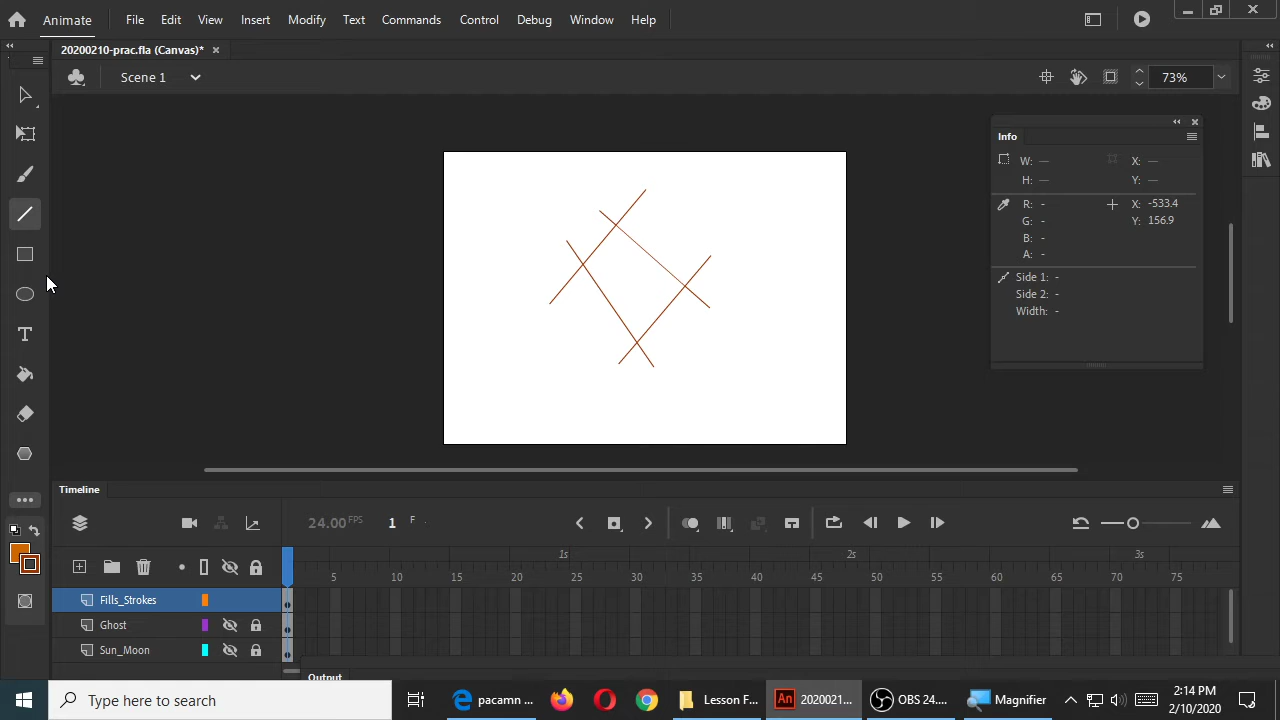 Animate
File Edit View Insert Modify Text Commands Control Debug Window Help
20200210-prac.fla (Canvas)*
Scene 1
73%
Info
W: — X: —
H: — Y: —
R: - X: -533.4
G: - Y: 156.9
B: -
A: -
Side 1: -
Side 2: -
Width: -
T
Timeline
24.00 FPS 1 F
1s 2s 3s
5 10 15 20 25 30 35 40 45 50 55 60 65 70 75
Fills_Strokes
Ghost
Sun_Moon
Output
Type here to search
pacamn ...
Lesson F...
An 2020021...
OBS 24....
Magnifier
2:14 PM
2/10/2020